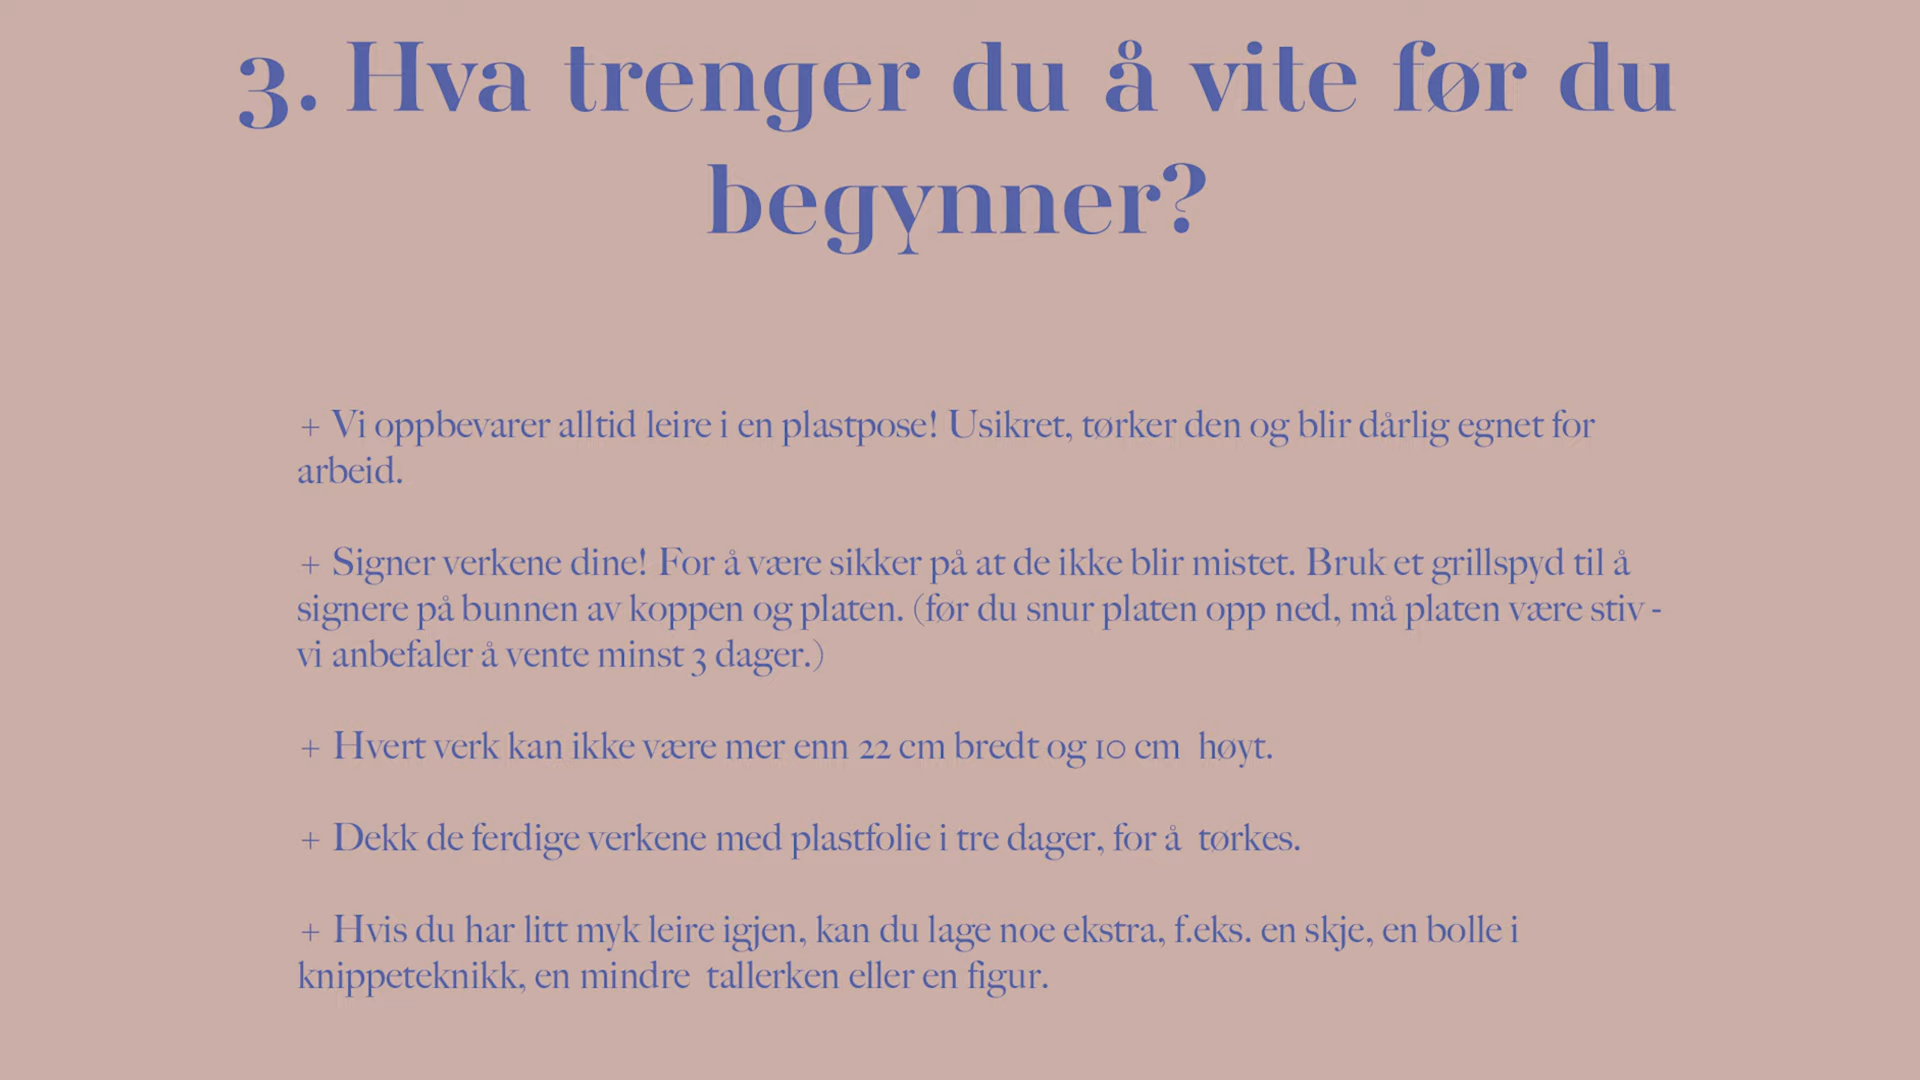 3. Hva trenger du å vite før du
begynner?
+ Vi oppbevarer alltid leire i en plastpose! Usikret, tørker den og blir dårlig egnet for
arbeid.
+ Signer verkene dine! For å være sikker på at de ikke blir mistet. Bruk et grillspyd til å
signere på bunnen av koppen og platen. (før du snur platen opp ned, må platen være stiv -
vi anbefaler å vente minst 3 dager.)
+ Hvert verk kan ikke være mer enn 22 cm bredt og 10 cm  høyt.
+ Dekk de ferdige verkene med plastfolie i tre dager, for å  tørkes.
+ Hvis du har litt myk leire igjen, kan du lage noe ekstra, f.eks. en skje, en bolle i
knippeteknikk, en mindre  tallerken eller en figur.